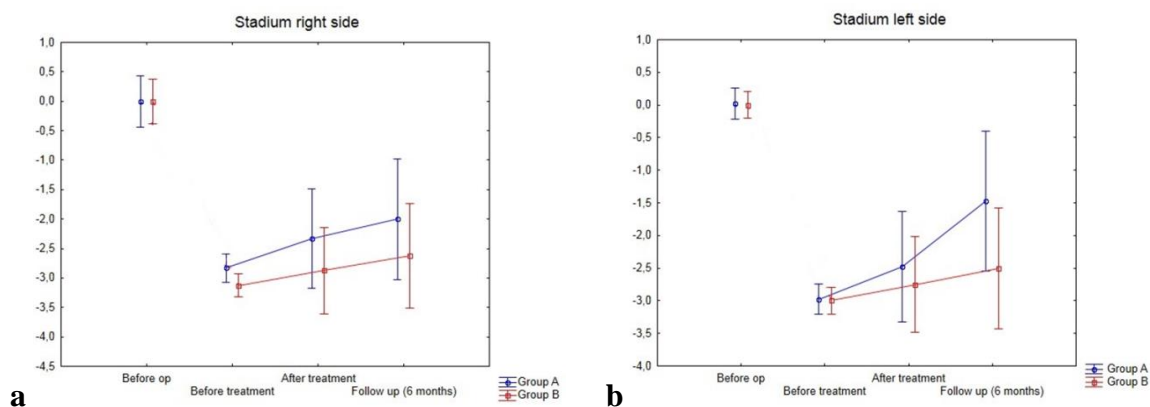 Stadium right side
1,0
0,5
0,0
-0,5
-1,0
-1,5
-2,0
-2,5
-3,0
-3,5
-4,0
-4,5
Before op
After treatment
Before treatment
Follow up (6 months)
Group A
Group B
a
Stadium left side
1,0
0,5
0,0
-0,5
-1,0
-1,5
-2,0
-2,5
-3,0
-3,5
-4,0
Before op
After treatment
Before treatment
Follow up (6 months)
Group A
Group B
b